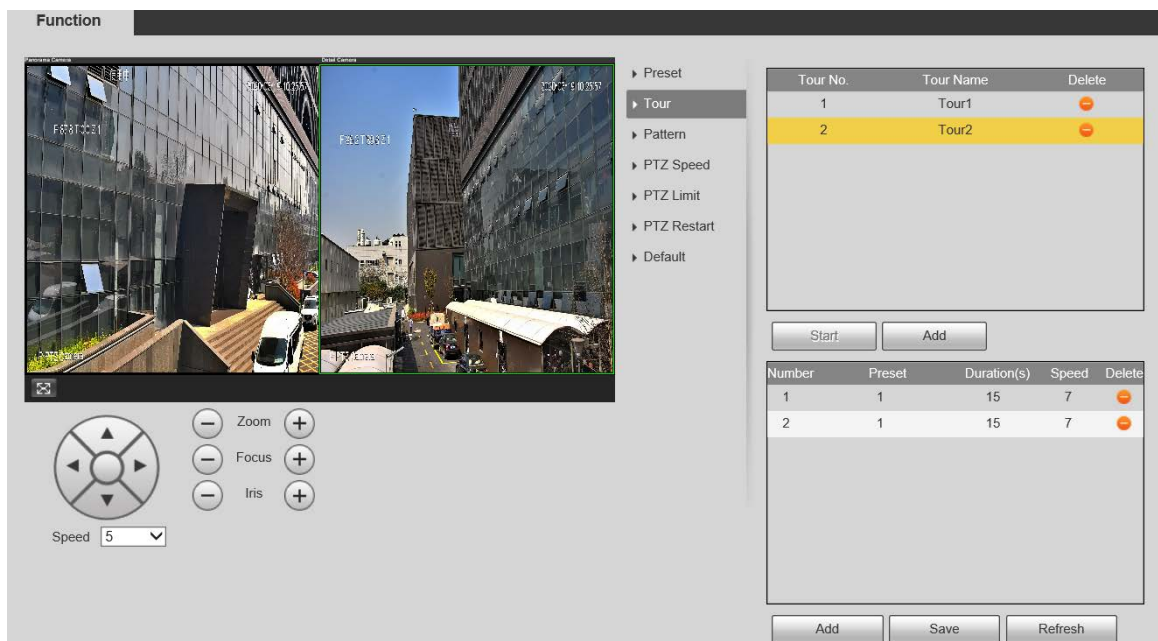 Function
Panorama Camera
Detail Camera
Preset
Tour
Pattern
PTZ Speed
PTZ Limit
PTZ Restart
Default
Tour No. Tour Name Delete
1 Tour1
2 Tour2
Start Add
Number Preset Duration(s) Speed Delete
1 1 15 7
2 1 15 7
Zoom
Focus
Iris
Speed 5
Add Save Refresh